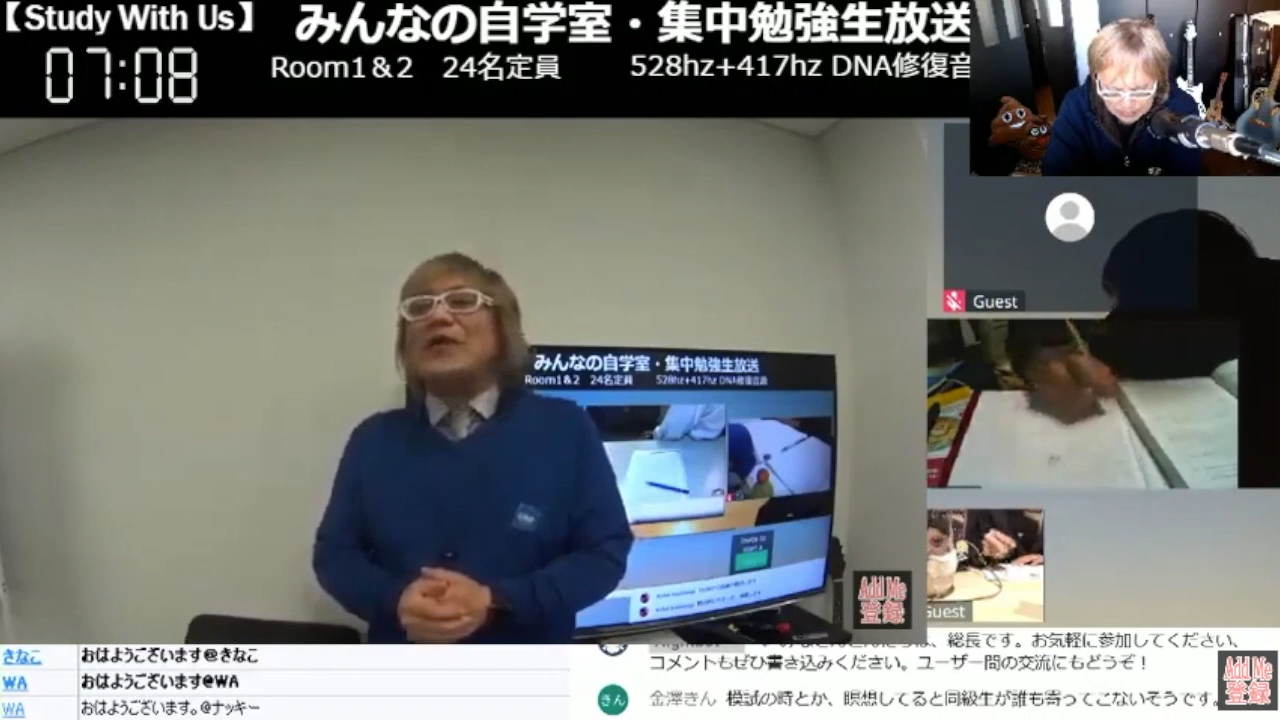 【Study With Us】
みんなの自学室・集中勉強生放送
07:08
Room1＆2　24名定員
528hz+417hz DNA修復音
Guest
みんなの自学室・集中勉強生放送
Room1＆2　24名定員
528hz+417hz DNA修復音源
Invite to
Add Me
登録
Guest
きなこ おはようございます@きなこ
WA おはようございます@WA
WA おはようございます。@ナッキー
総長です。お気軽に参加してください、
コメントもぜひ書き込みください。ユーザー間の交流にもどうぞ！
きん 金澤きん 模試の時とか、瞑想してると同級生が誰も寄ってこないそうです。
Add Me
登録